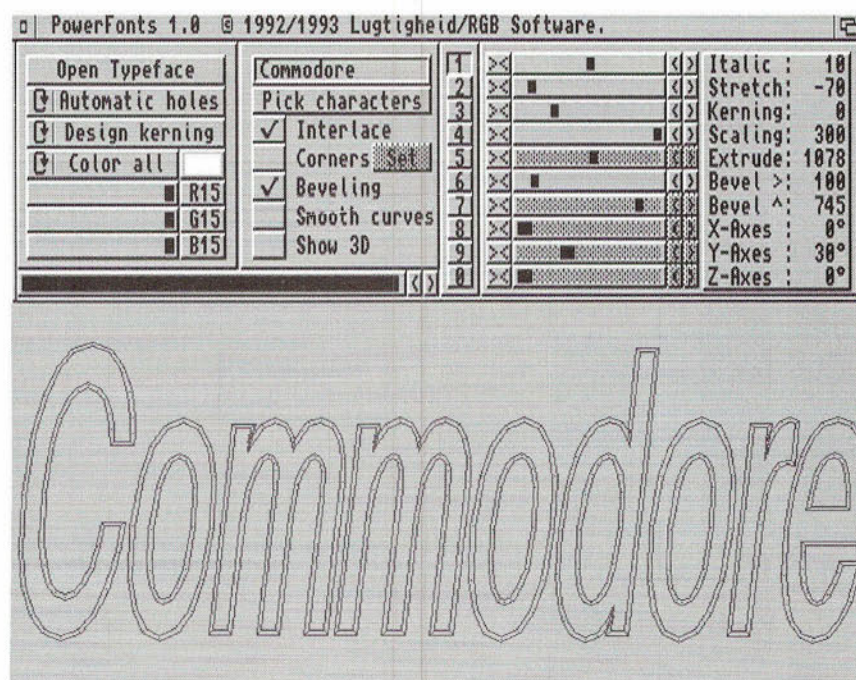 PowerFonts 1.0 © 1992/1993 Lugtigheid/RGB Software.
Open Typeface
Automatic holes
Design kerning
Color all
R15
G15
B15
Commodore
Pick characters
✓ Interlace
Corners Set
✓ Beveling
Smooth curves
Show 3D
1 >< < > Italic : 10
2 >< < > Stretch: -70
3 >< < > Kerning: 0
4 >< < > Scaling: 300
5 >< < > Extrude: 1078
6 >< < > Bevel >: 100
7 >< < > Bevel ^: 745
8 >< < > X-Axes : 0°
9 >< < > Y-Axes : 30°
0 >< < > Z-Axes : 0°
< >
Commodore